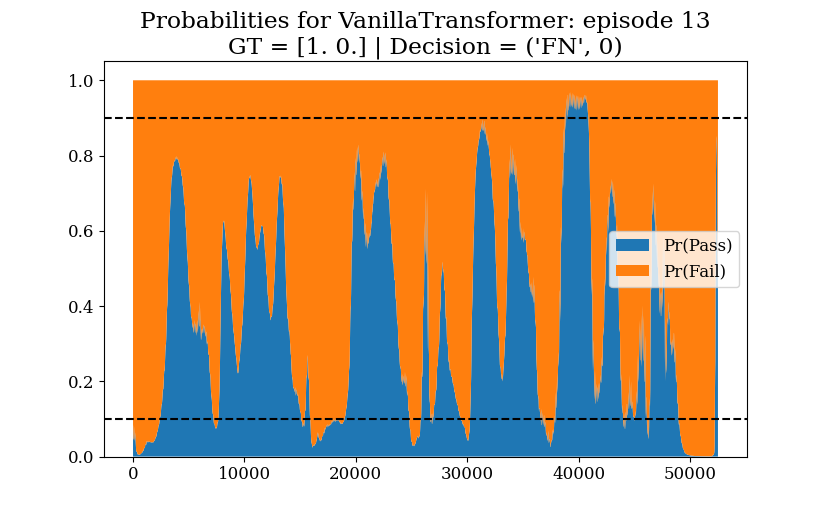 Probabilities for VanillaTransformer: episode 13
GT = [1. 0.] | Decision = ('FN', 0)
1.0
0.8
0.6
0.4
0.2
0.0
Pr(Pass)
Pr(Fail)
0 10000 20000 30000 40000 50000